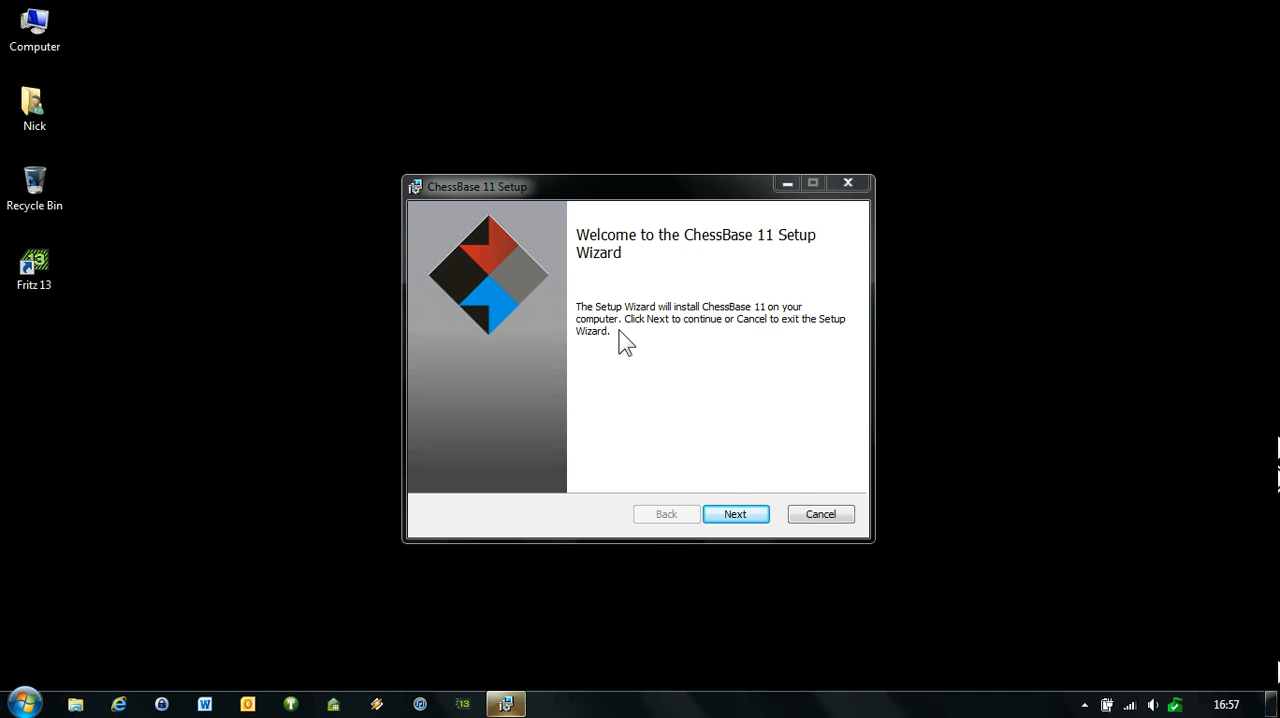 Computer
Nick
Recycle Bin
13
Fritz 13
ChessBase 11 Setup
Welcome to the ChessBase 11 Setup
Wizard
The Setup Wizard will install ChessBase 11 on your
computer. Click Next to continue or Cancel to exit the Setup
Wizard.
Back
Next
Cancel
13
16:57